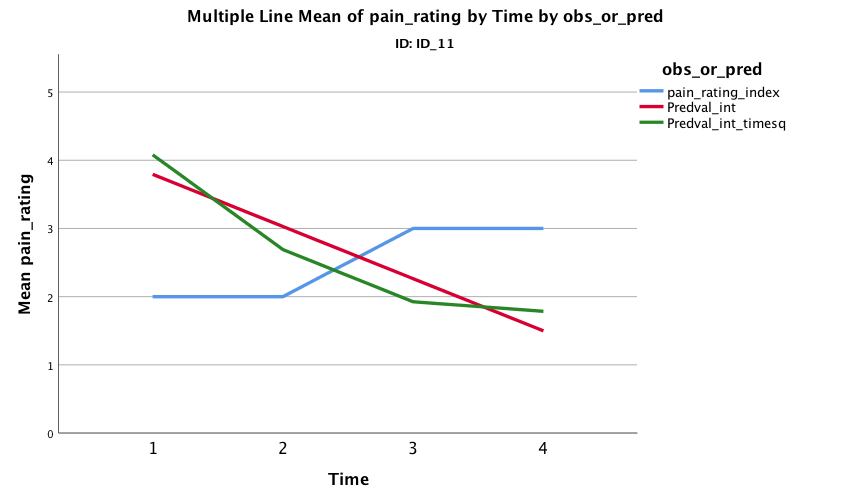 Multiple Line Mean of pain_rating by Time by obs_or_pred
ID: ID_11
obs_or_pred
pain_rating_index
Predval_int
Predval_int_timesq
Mean pain_rating
5
4
3
2
1
0
1 2 3 4
Time